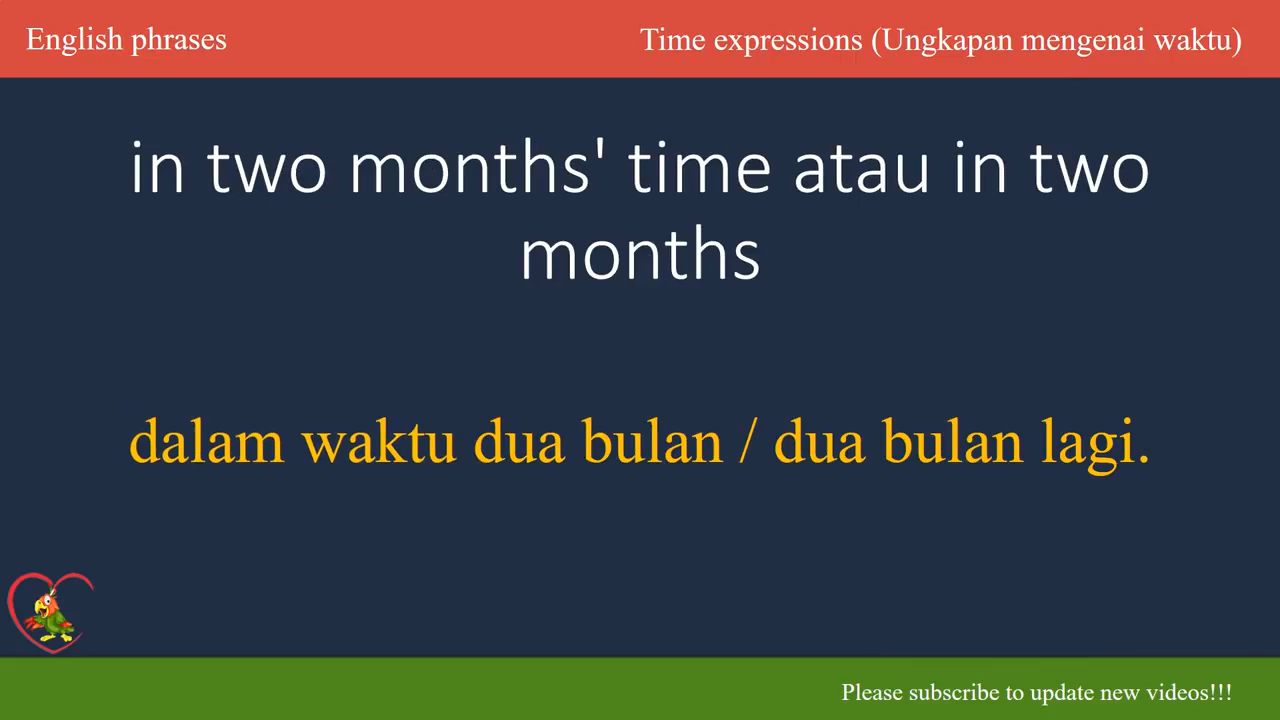 English phrases
Time expressions (Ungkapan mengenai waktu)
in two months' time atau in two
months
dalam waktu dua bulan / dua bulan lagi.
Please subscribe to update new videos!!!